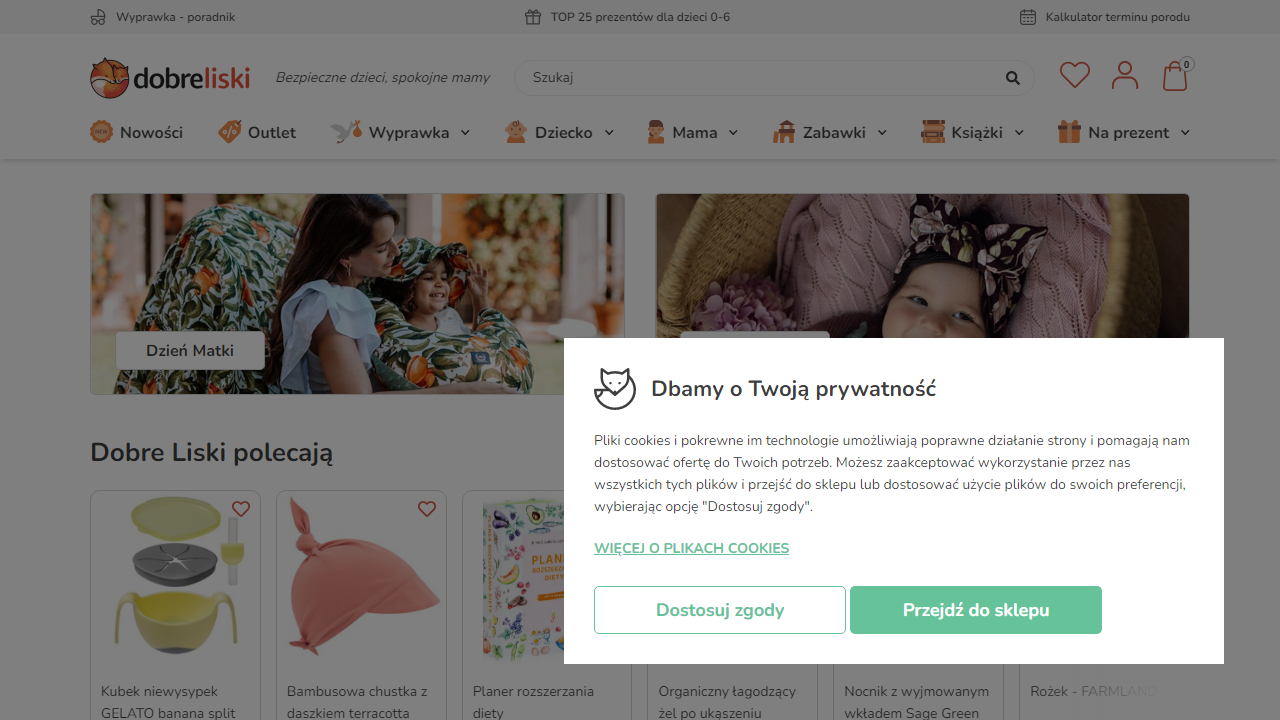 Wyprawka - poradnik
TOP 25 prezentów dla dzieci 0-6
Kalkulator terminu porodu
dobreliski
Bezpieczne dzieci, spokojne mamy
Szukaj
0
NEW
Nowości
Outlet
Wyprawka
Dziecko
Mama
Zabawki
Książki
Na prezent
Dzień Matki
Dbamy o Twoją prywatność
Pliki cookies i pokrewne im technologie umożliwiają poprawne działanie strony i pomagają nam
dostosować ofertę do Twoich potrzeb. Możesz zaakceptować wykorzystanie przez nas
wszystkich tych plików i przejść do sklepu lub dostosować użycie plików do swoich preferencji,
wybierając opcję "Dostosuj zgody".
WIĘCEJ O PLIKACH COOKIES
Dostosuj zgody
Przejdź do sklepu
Dobre Liski polecają
Kubek niewysypek
GELATO banana split
Bambusowa chustka z
daszkiem terracotta
Planer rozszerzania
diety
Organiczny łagodzący
żel po ukąszeniu
Nocnik z wyjmowanym
wkładem Sage Green
Rożek - FARMLAND